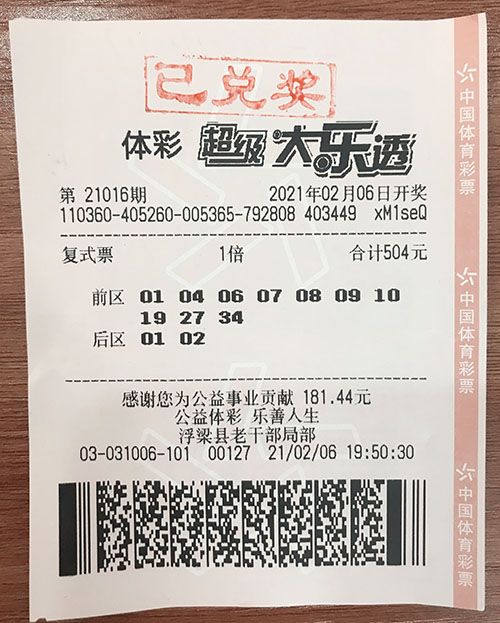 已兑奖
体彩 超级大乐透
第 21016期 2021年02月06日开奖
110360-405260-005365-792808 403449 xM1seQ
复式票 1倍 合计504元
前区 01 04 06 07 08 09 10
19 27 34
后区 01 02
感谢您为公益事业贡献 181.44元
公益体彩 乐善人生
浮梁县老干部局部
03-031006-101 00127 21/02/06 19:50:30
中国体育彩票
中国体育彩票
中国体育彩票